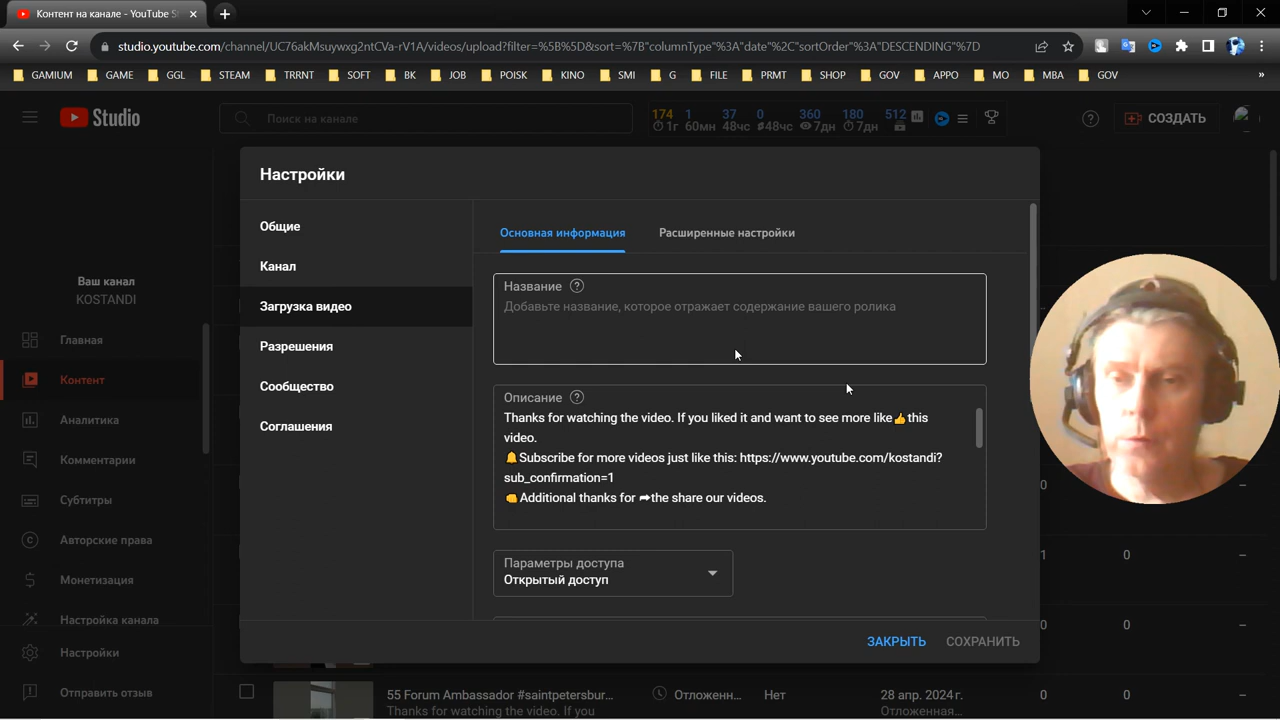 Контент на канале - YouTube St
studio.youtube.com/channel/UC76akMsuywxg2ntCVa-rV1A/videos/upload?filter=%5B%5D&sort=%7B"columnType"%3A"date"%2C"sortOrder"%3A"DESCENDING"%7D
GAMIUM GAME GGL STEAM TRRNT SOFT BK JOB POISK KINO SMI G FILE PRMT SHOP GOV APPO MO MBA GOV »
Studio
Поиск на канале
174 1 37 0 360 180 512
1г 60мн 48чс 48чс 7дн 7дн
СОЗДАТЬ
Настройки
Общие
Канал
Загрузка видео
Разрешения
Сообщество
Соглашения
Основная информация
Расширенные настройки
Название
Добавьте название, которое отражает содержание вашего ролика
Описание
Thanks for watching the video. If you liked it and want to see more like👍this
video.
🔔Subscribe for more videos just like this: https://www.youtube.com/kostandi?
sub_confirmation=1
👊Additional thanks for ➦the share our videos.
Параметры доступа
Открытый доступ
ЗАКРЫТЬ
СОХРАНИТЬ
Ваш канал
KOSTANDI
Главная
Контент
Аналитика
Комментарии
Субтитры
Авторские права
Монетизация
Настройка канала
Настройки
Отправить отзыв
0 –
1 0 –
0 –
55 Forum Ambassador #saintpetersbur...
Thanks for watching the video. If you
Отложенн...
Нет
28 апр. 2024 г.
Отложенная
0 0 –